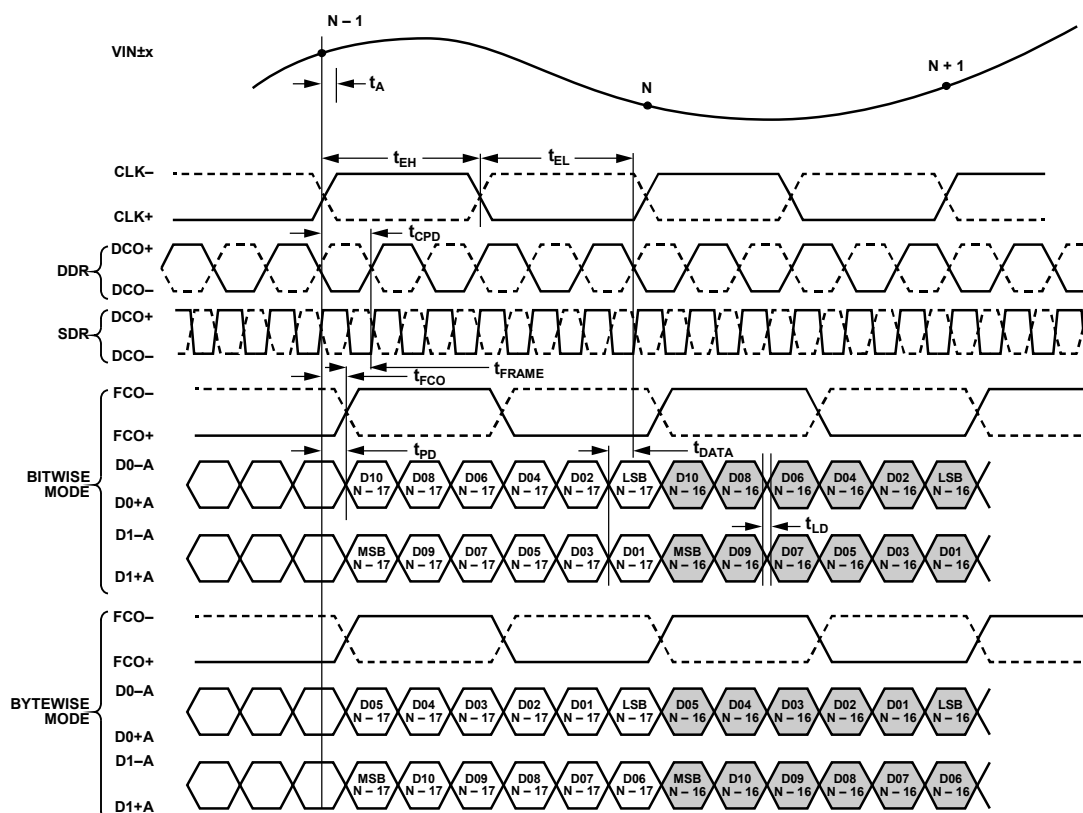 N – 1
VIN±x
tA
N
N + 1
tEH
tEL
CLK–
CLK+
tCPD
DDR
DCO+
DCO–
SDR
DCO+
DCO–
tFCO
tFRAME
BITWISE
MODE
FCO–
FCO+
tPD
tDATA
D0–A
D0+A
D10 D08 D06 D04 D02 LSB D10 D08 D06 D04 D02 LSB
N – 17 N – 17 N – 17 N – 17 N – 17 N – 17 N – 16 N – 16 N – 16 N – 16 N – 16 N – 16
tLD
D1–A
D1+A
MSB D09 D07 D05 D03 D01 MSB D09 D07 D05 D03 D01
N – 17 N – 17 N – 17 N – 17 N – 17 N – 17 N – 16 N – 16 N – 16 N – 16 N – 16 N – 16
BYTEWISE
MODE
FCO–
FCO+
D0–A
D0+A
D05 D04 D03 D02 D01 LSB D05 D04 D03 D02 D01 LSB
N – 17 N – 17 N – 17 N – 17 N – 17 N – 17 N – 16 N – 16 N – 16 N – 16 N – 16 N – 16
D1–A
D1+A
MSB D10 D09 D08 D07 D06 MSB D10 D09 D08 D07 D06
N – 17 N – 17 N – 17 N – 17 N – 17 N – 17 N – 16 N – 16 N – 16 N – 16 N – 16 N – 16